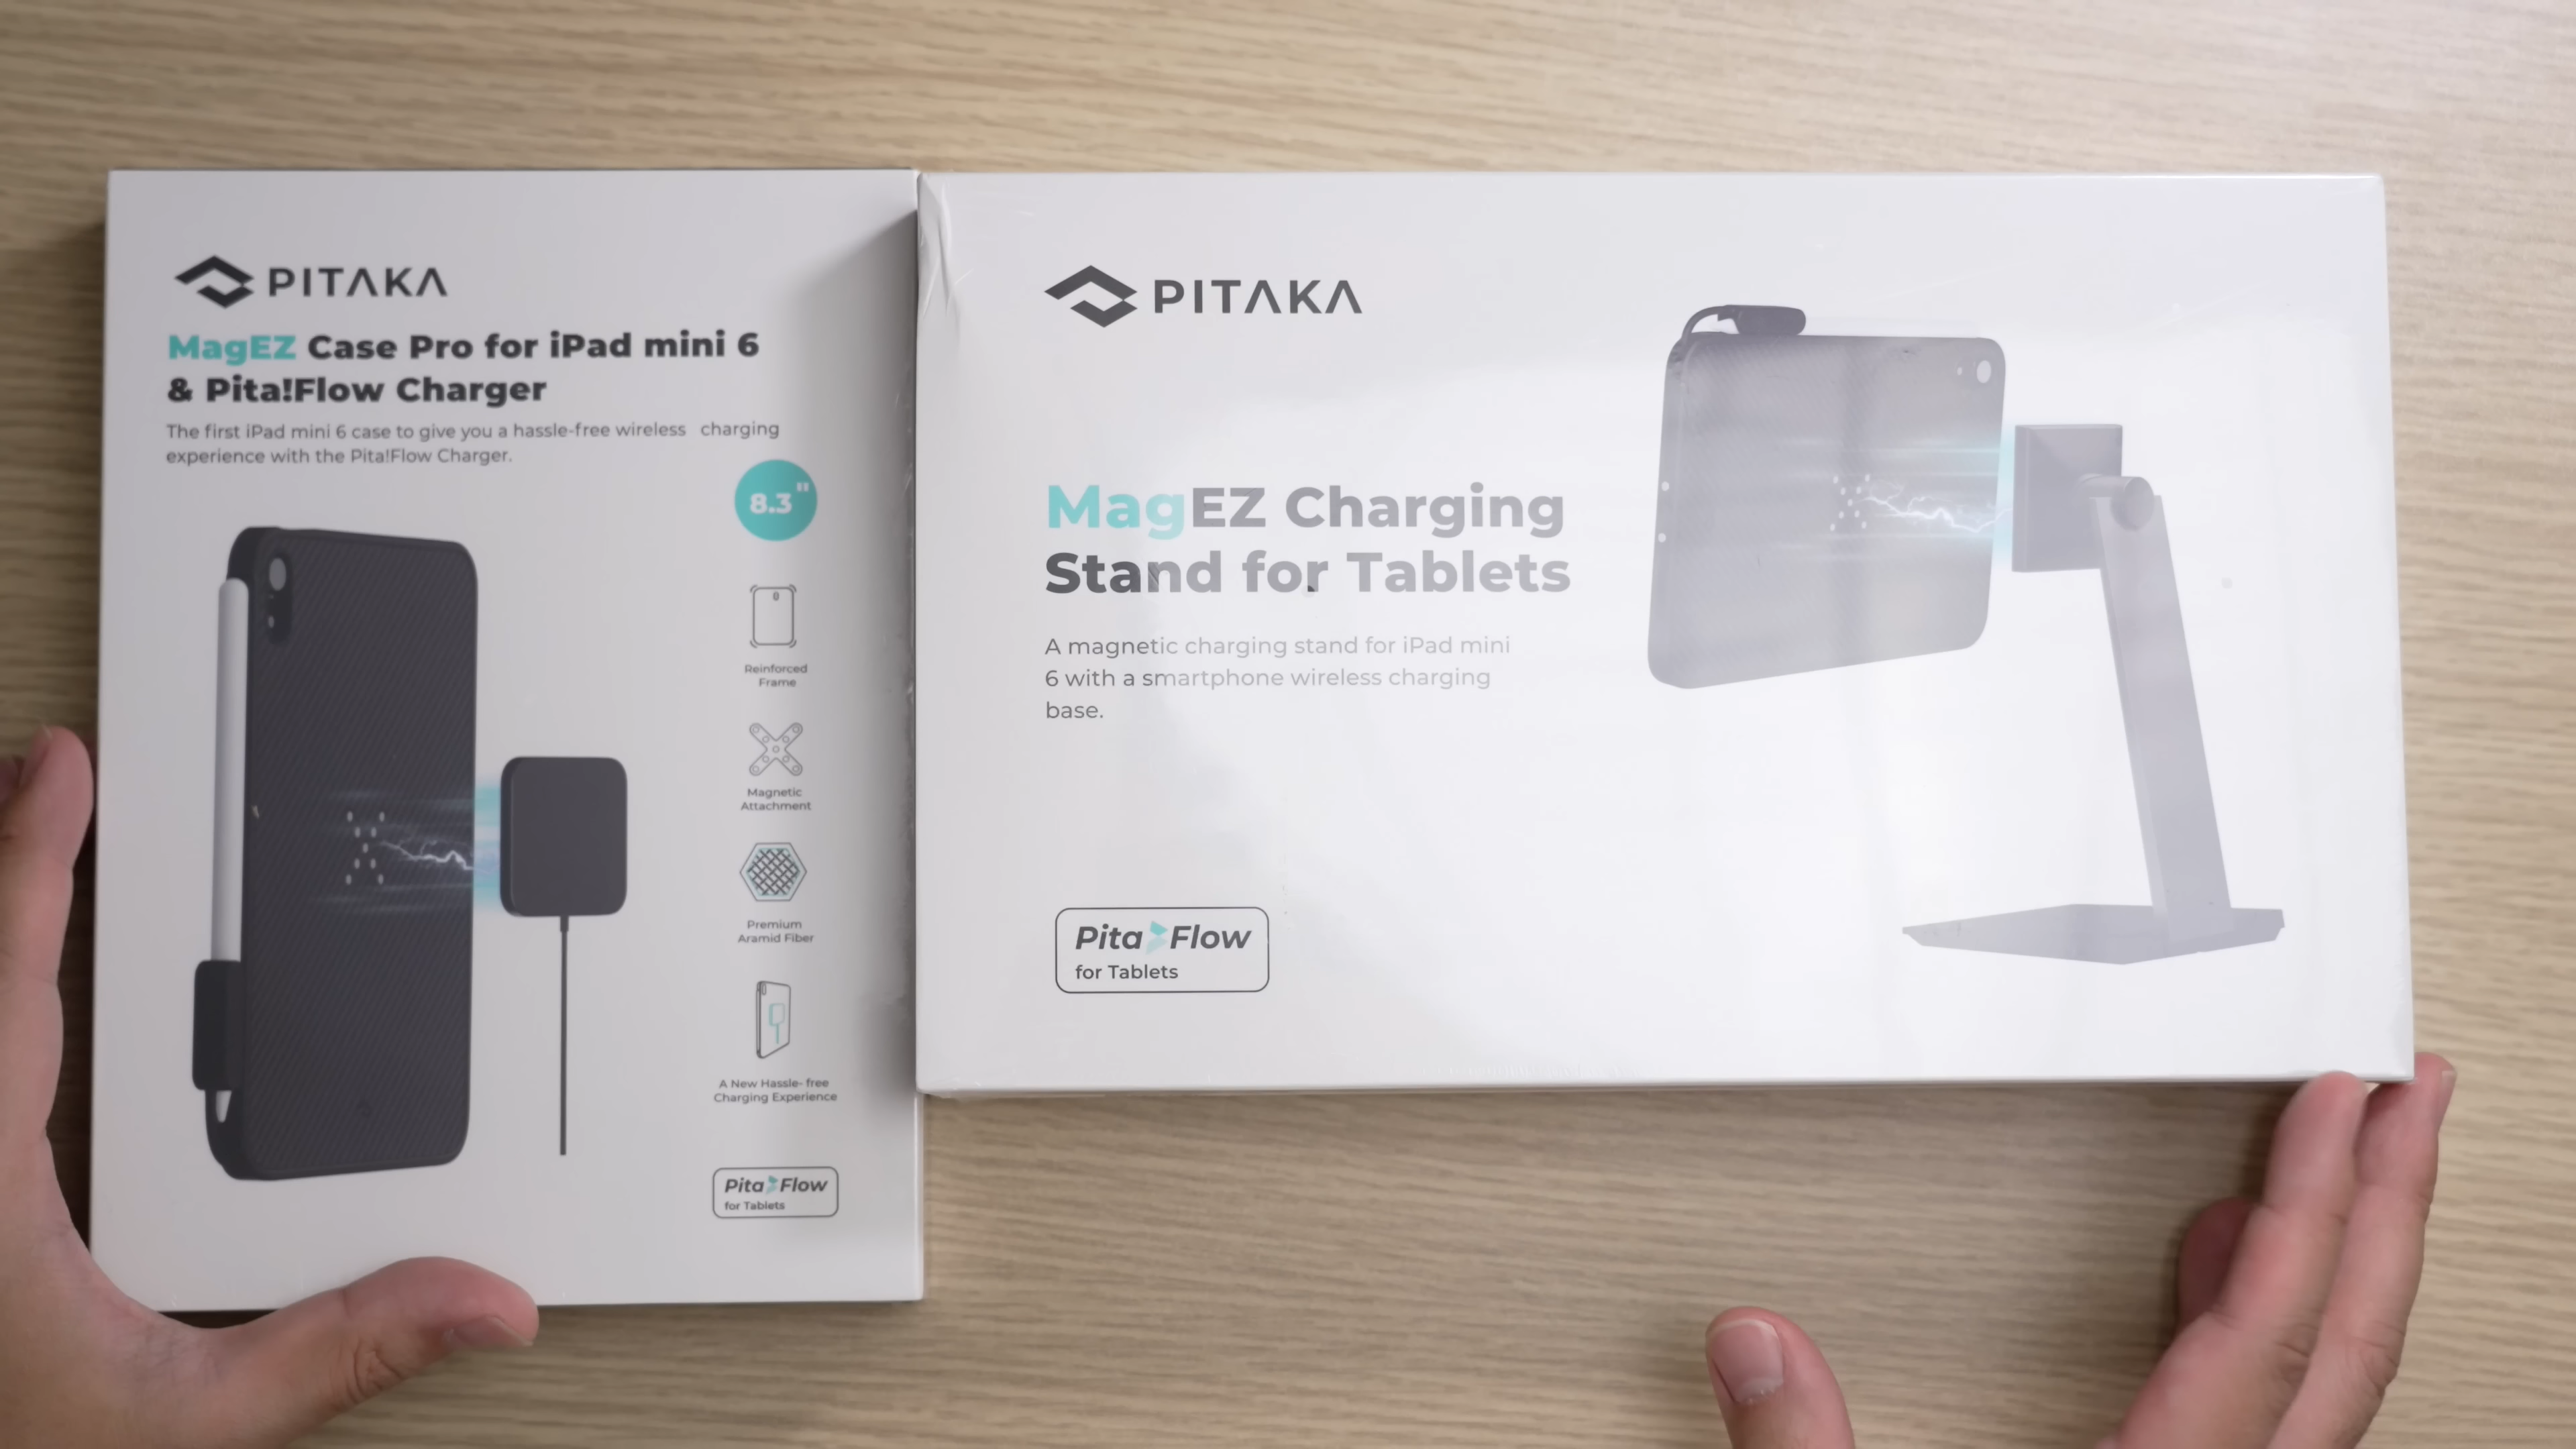 PITAKA
MagEZ Case Pro for iPad mini 6
& Pita!Flow Charger
The first iPad mini 6 case to give you a hassle-free wireless charging
experience with the Pita!Flow Charger.
8.3"
Reinforced
Frame
Magnetic
Attachment
Premium
Aramid Fiber
A New Hassle- free
Charging Experience
Pita Flow
for Tablets
PITAKA
MagEZ Charging
Stand for Tablets
A magnetic charging stand for iPad mini
6 with a smartphone wireless charging
base.
Pita Flow
for Tablets